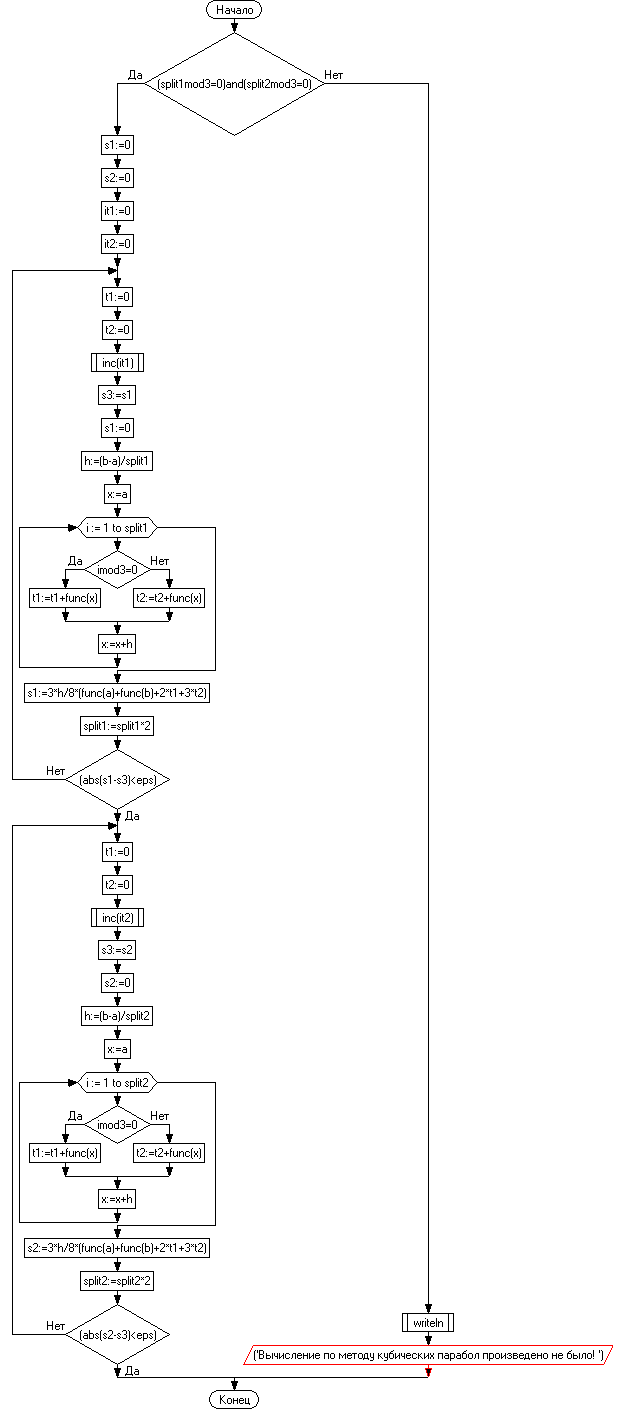 Начало
Да
Нет
(split1mod3=0)and(split2mod3=0)
s1:=0
s2:=0
it1:=0
it2:=0
t1:=0
t2:=0
inc(it1)
s3:=s1
s1:=0
h:=(b-a)/split1
x:=a
i := 1 to split1
Да
Нет
imod3=0
t1:=t1+func(x)
t2:=t2+func(x)
x:=x+h
s1:=3*h/8*(func(a)+func(b)+2*t1+3*t2)
split1:=split1*2
Нет
(abs(s1-s3)<eps)
Да
t1:=0
t2:=0
inc(it2)
s3:=s2
s2:=0
h:=(b-a)/split2
x:=a
i := 1 to split2
Да
Нет
imod3=0
t1:=t1+func(x)
t2:=t2+func(x)
x:=x+h
s2:=3*h/8*(func(a)+func(b)+2*t1+3*t2)
split2:=split2*2
Нет
(abs(s2-s3)<eps)
Да
writeln
('Вычисление по методу кубических парабол произведено не было! ')
Конец